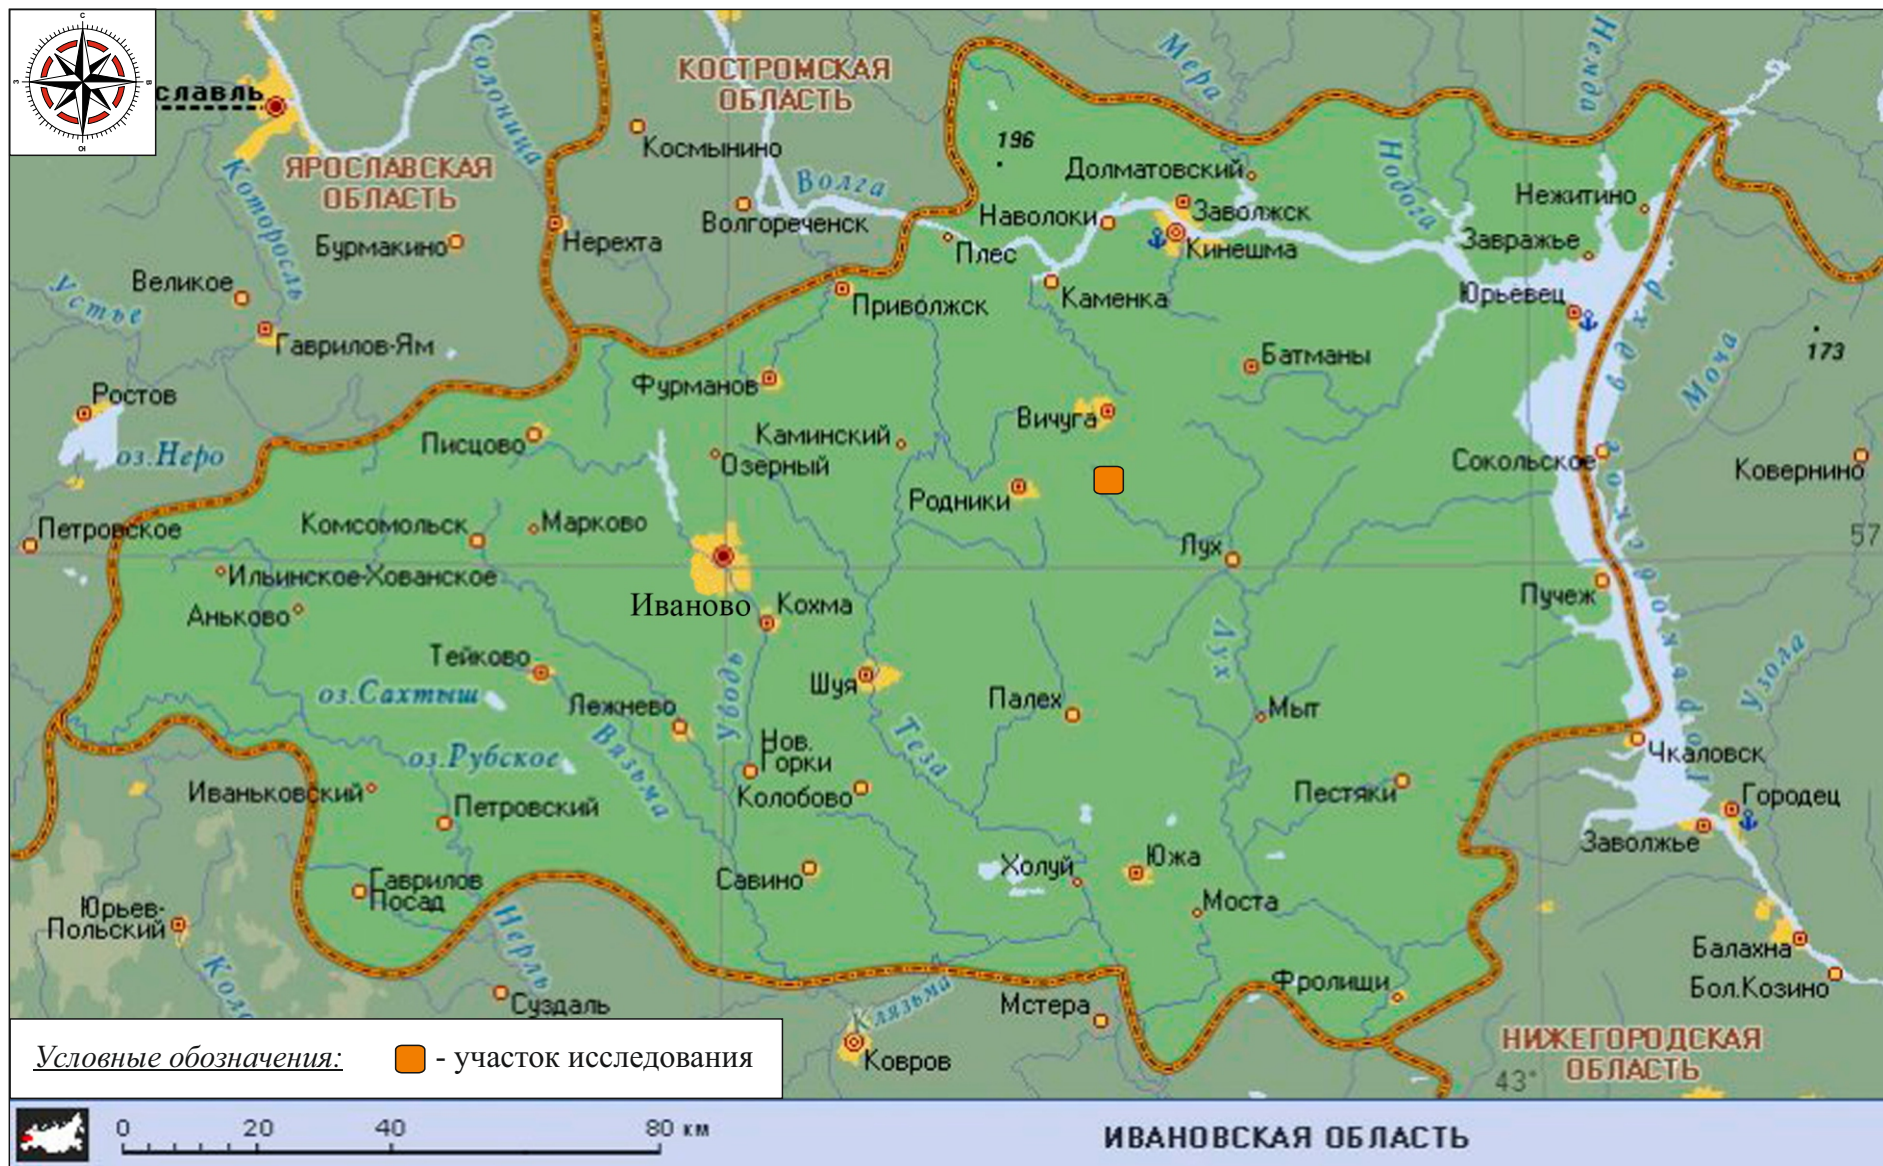 С
В
Ю
З
славль
Солоница
КОСТРОМСКАЯ
ОБЛАСТЬ
Мера
Немда
Которосль
ЯРОСЛАВСКАЯ
ОБЛАСТЬ
Космынино
196
Долматовский
Нодога
Нежитино
Волга
Волгореченск
Наволоки
Заволжск
Кинешма
Завражье
Бурмакино
Нерехта
Плес
Устье
Великое
Приволжск
Каменка
Юрьевец
Гаврилов-Ям
Батманы
Моча
173
Ростов
Фурманов
Вичуга
оз.Неро
Писцово
Каминский
Озерный
Сокольское
Ковернино
Родники
Петровское
Комсомольск
Марково
Лух
57
Ильинское-Хованское
Аньково
Иваново
Кохма
Пучеж
Тейково
Уводь
Шуя
Лух
Узола
оз.Сахтыш
Лежнево
Палех
Мыт
оз.Рубское
Вязьма
Нов.
Горки
Теза
Чкаловск
Иваньковский
Петровский
Колобово
Пестяки
Городец
Заволжье
Гаврилов
Посад
Савино
Холуй
Южа
Моста
Юрьев-
Польский
Нерль
Балахна
Суздаль
Клязьма
Мстера
Фролищи
Бол.Козино
Ковров
НИЖЕГОРОДСКАЯ
ОБЛАСТЬ
43°
Условные обозначения:
- участок исследования
0 20 40 80 км
ИВАНОВСКАЯ ОБЛАСТЬ